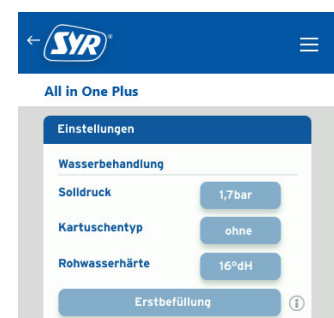 SYR®
All in One Plus
Einstellungen
Wasserbehandlung
Solldruck 1,7bar
Kartuschentyp ohne
Rohwasserhärte 16°dH
Erstbefüllung i